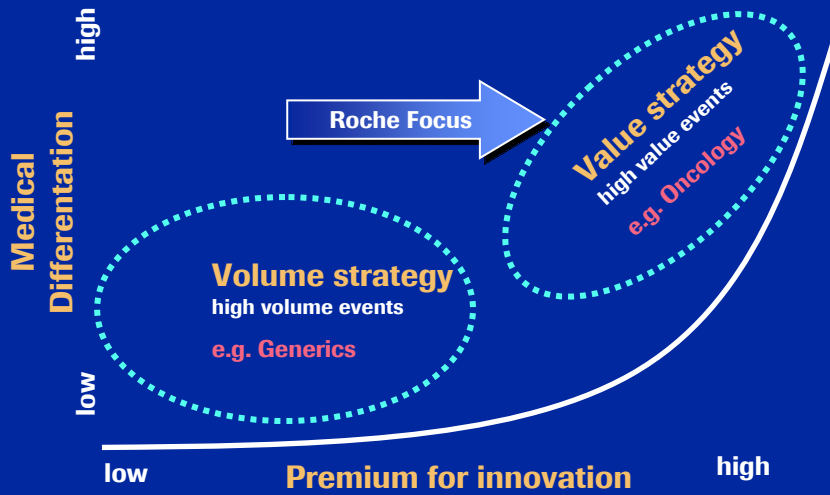 high
Medical
Differentation
low
Roche Focus
Value strategy
high value events
e.g. Oncology
Volume strategy
high volume events
e.g. Generics
low
Premium for innovation
high